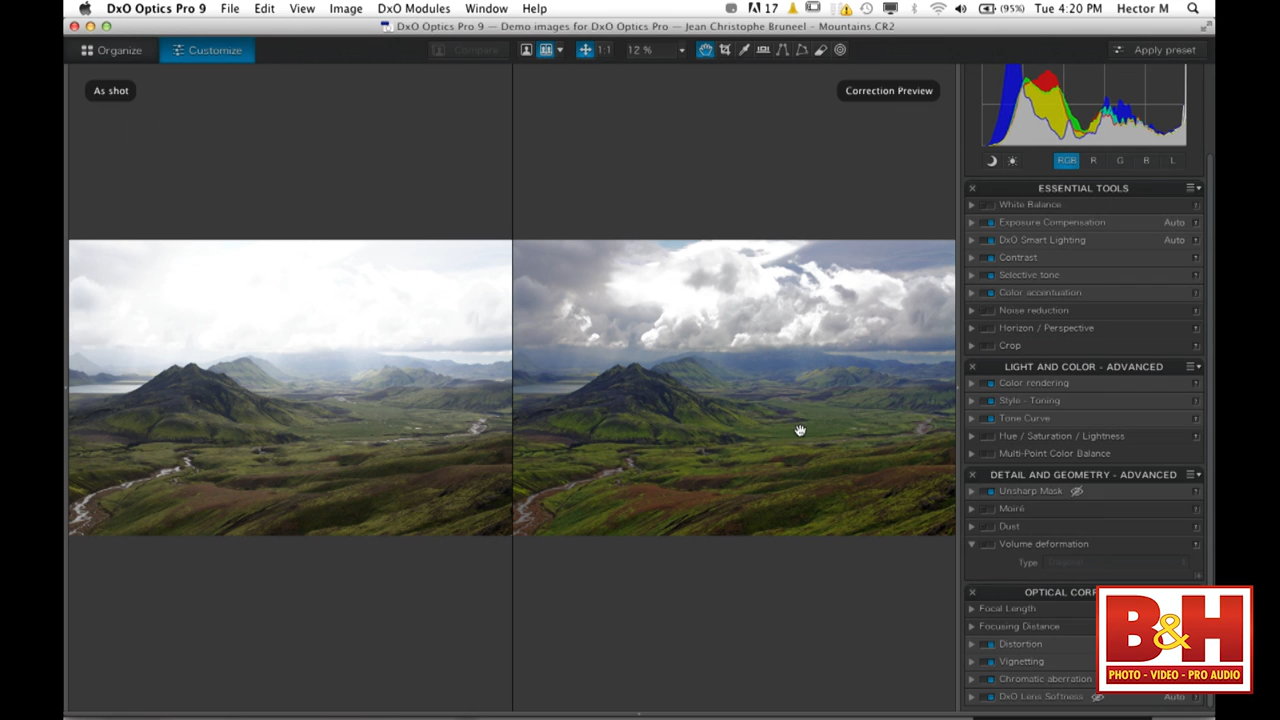 DxO Optics Pro 9 File Edit View Image DxO Modules Window Help 17 (95%) Tue 4:20 PM Hector M
DxO Optics Pro 9 — Demo images for DxO Optics Pro — Jean Christophe Bruneel - Mountains.CR2
Organize Customize Compare 1:1 12 % Apply preset
As shot Correction Preview
RGB R G B L
ESSENTIAL TOOLS
White Balance
Exposure Compensation Auto
DxO Smart Lighting Auto
Contrast
Selective tone
Color accentuation
Noise reduction
Horizon / Perspective
Crop
LIGHT AND COLOR - ADVANCED
Color rendering
Style - Toning
Tone Curve
Hue / Saturation / Lightness
Multi-Point Color Balance
DETAIL AND GEOMETRY - ADVANCED
Unsharp Mask
Moiré
Dust
Volume deformation
Type
OPTICAL CORR
Focal Length
Focusing Distance
Distortion
Vignetting
Chromatic aberration
DxO Lens Softness Auto
B&H
PHOTO - VIDEO - PRO AUDIO